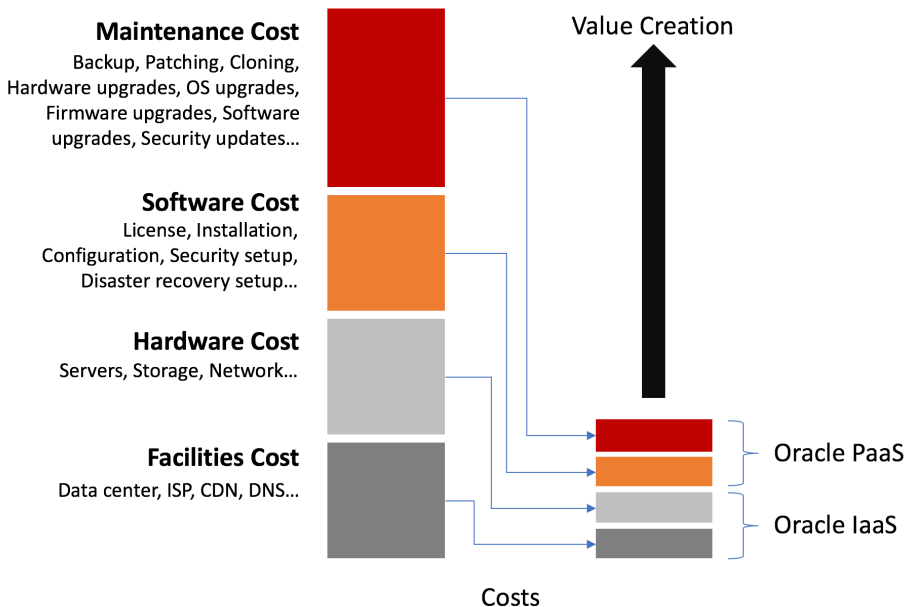 Maintenance Cost
Backup, Patching, Cloning,
Hardware upgrades, OS upgrades,
Firmware upgrades, Software
upgrades, Security updates…
Software Cost
License, Installation,
Configuration, Security setup,
Disaster recovery setup…
Hardware Cost
Servers, Storage, Network…
Facilities Cost
Data center, ISP, CDN, DNS…
Value Creation
Oracle PaaS
Oracle IaaS
Costs